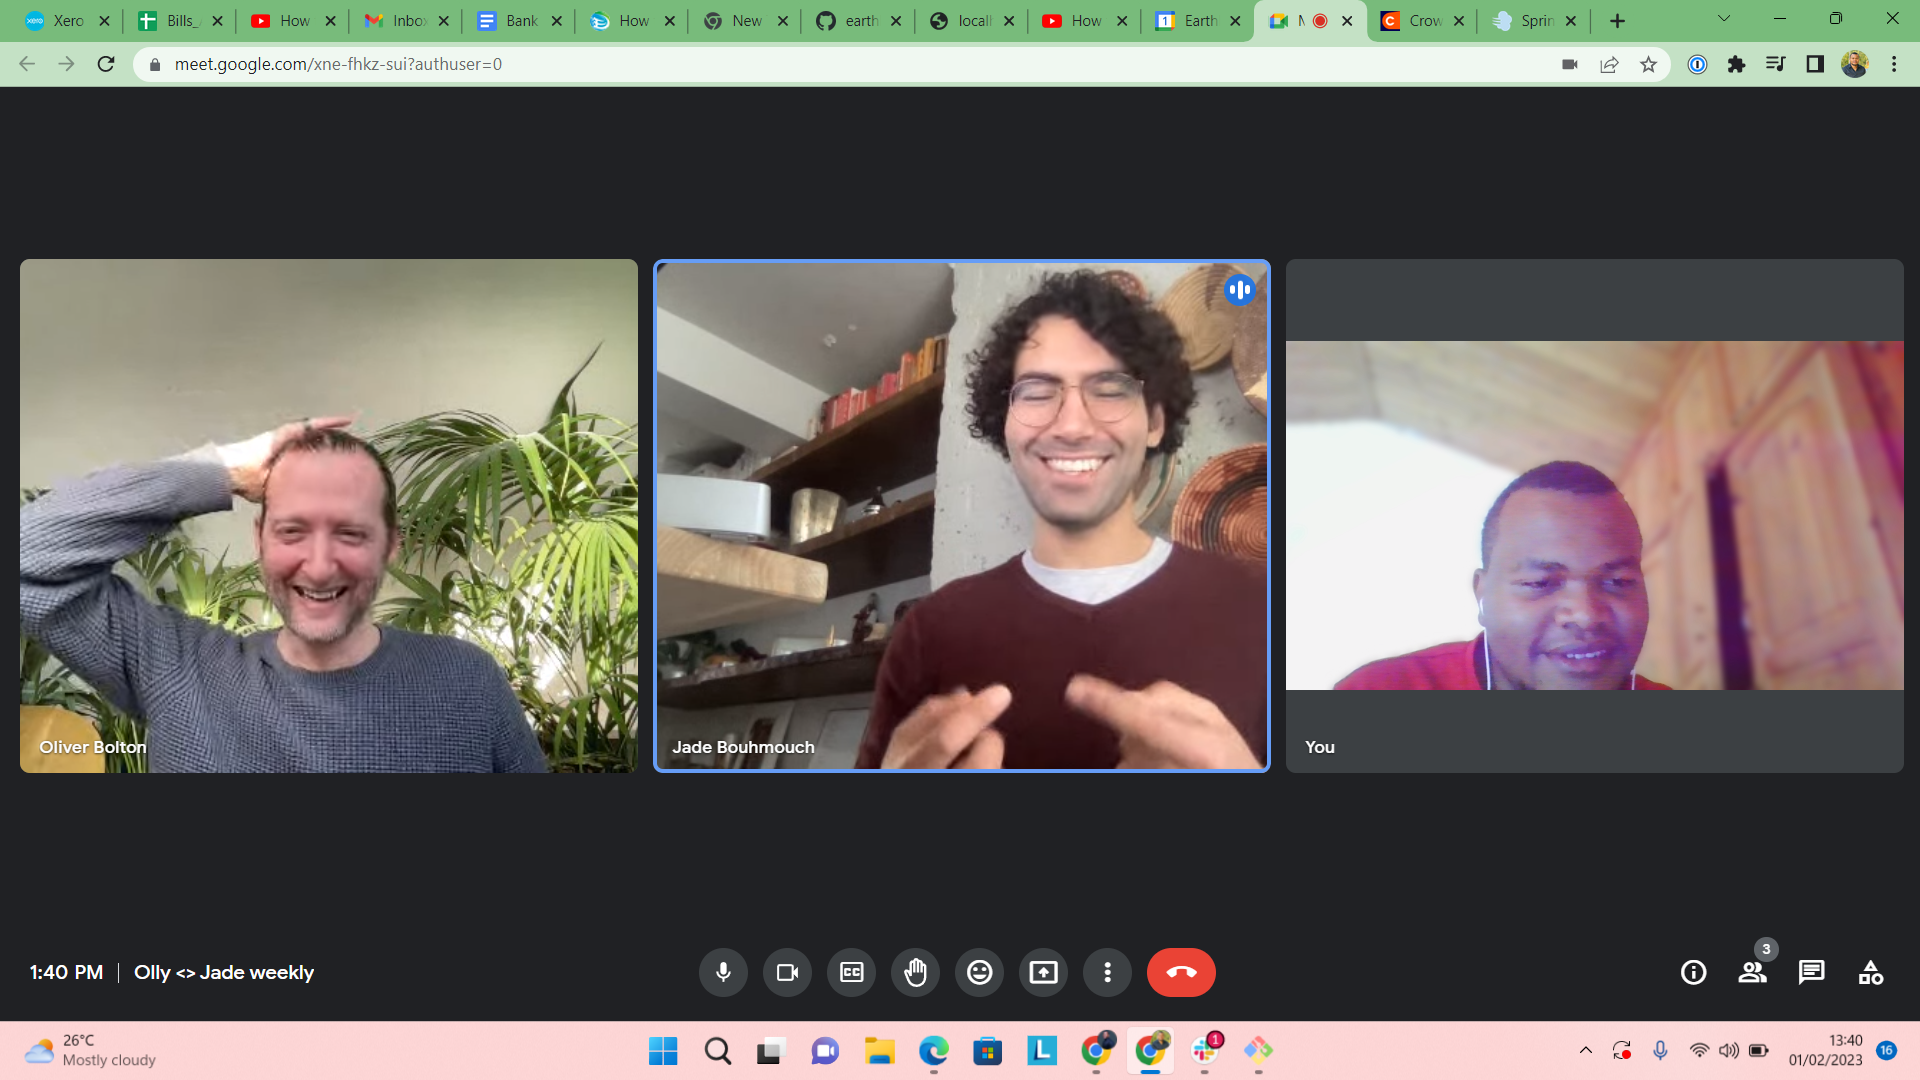 Xero
Bills_
How
Inbox
Bank
How
New
earth
locall
How
Earth
Crow
Sprin
meet.google.com/xne-fhkz-sui?authuser=0
Oliver Bolton
Jade Bouhmouch
You
1:40 PM
Olly <> Jade weekly
3
26°C
Mostly cloudy
1
13:40
01/02/2023
16